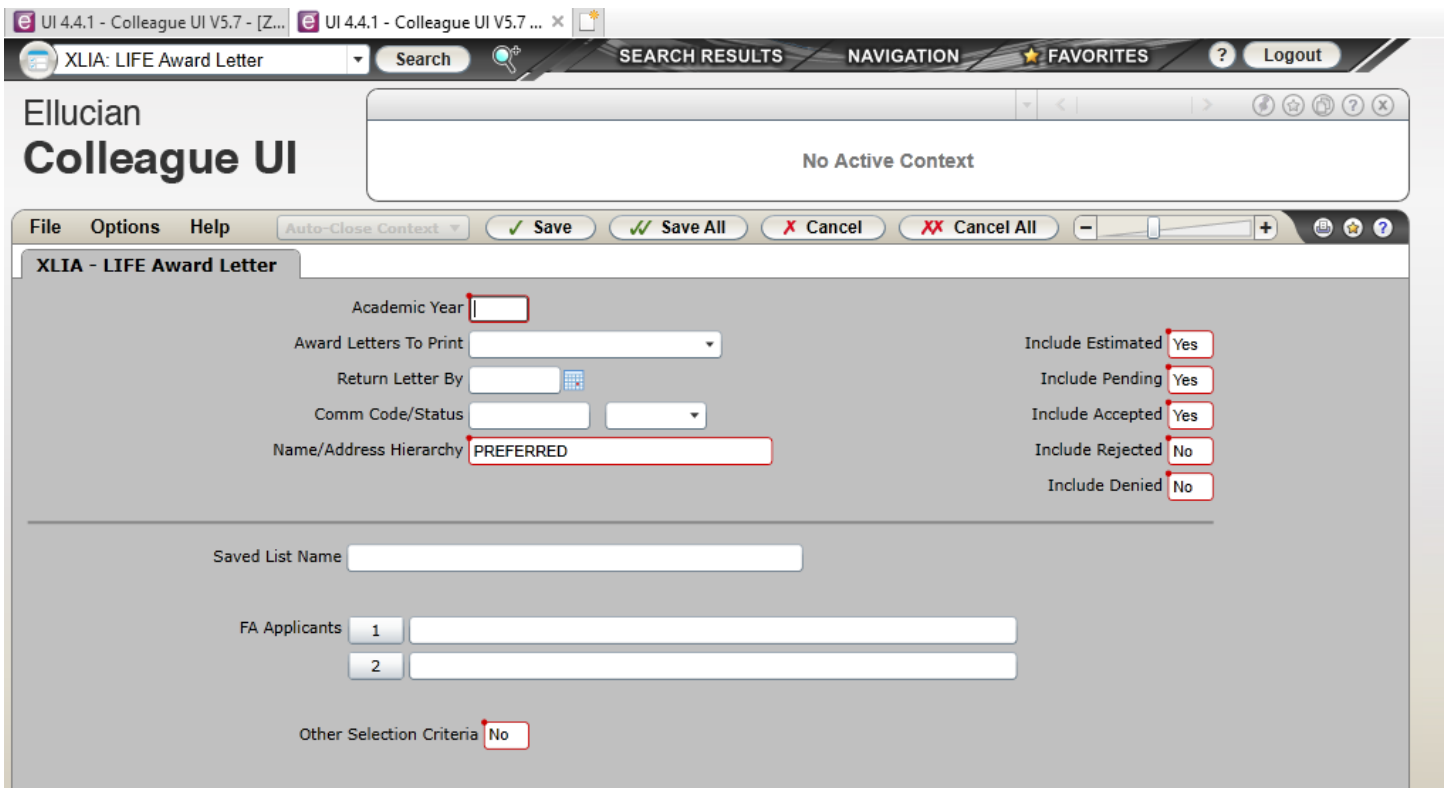 UI 4.4.1 - Colleague UI V5.7 - [Z... UI 4.4.1 - Colleague UI V5.7 ...
XLIA: LIFE Award Letter Search SEARCH RESULTS NAVIGATION FAVORITES ? Logout
Ellucian
Colleague UI
No Active Context
File Options Help Auto-Close Context Save Save All Cancel Cancel All
XLIA - LIFE Award Letter
Academic Year
Award Letters To Print Include Estimated Yes
Return Letter By Include Pending Yes
Comm Code/Status Include Accepted Yes
Name/Address Hierarchy PREFERRED Include Rejected No
Include Denied No
Saved List Name
FA Applicants 1
2
Other Selection Criteria No